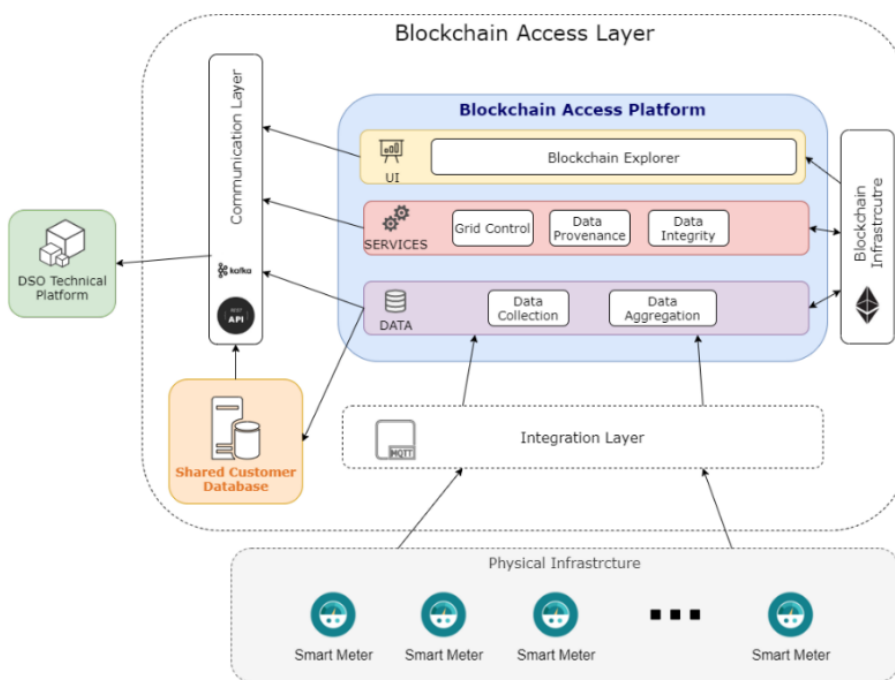 Blockchain Access Layer
Communication Layer
kafka
REST
API
Blockchain Access Platform
UI
Blockchain Explorer
SERVICES
Grid Control
Data
Provenance
Data
Integrity
DATA
Data
Collection
Data
Aggregation
Blockchain
Infrastrcutre
DSO Technical
Platform
Shared Customer
Database
MQTT
Integration Layer
Physical Infrastrcture
Smart Meter
Smart Meter
Smart Meter
Smart Meter